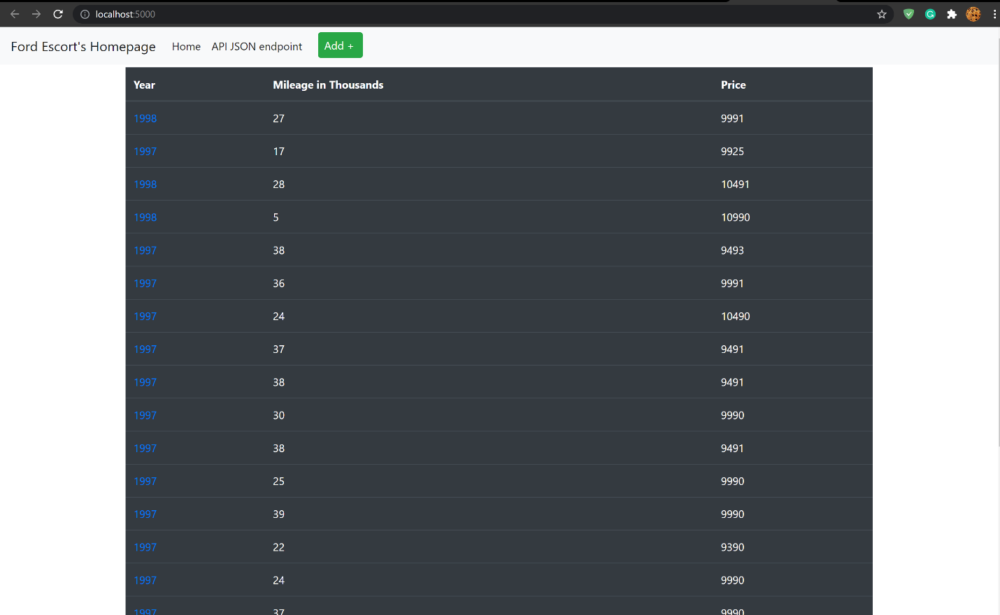 localhost:5000
Ford Escort's Homepage Home API JSON endpoint Add +
Year Mileage in Thousands Price
1998 27 9991
1997 17 9925
1998 28 10491
1998 5 10990
1997 38 9493
1997 36 9991
1997 24 10490
1997 37 9491
1997 38 9491
1997 30 9990
1997 38 9491
1997 25 9990
1997 39 9990
1997 22 9390
1997 24 9990
1997 37 9990